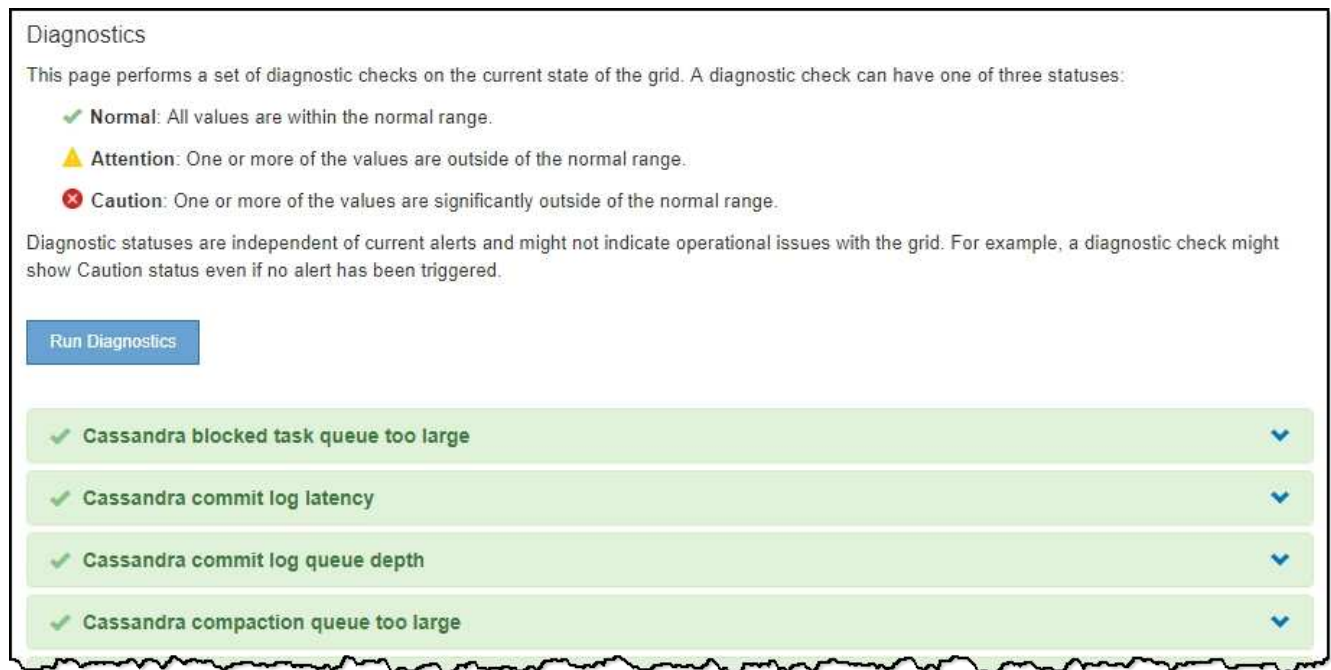 Diagnostics
This page performs a set of diagnostic checks on the current state of the grid. A diagnostic check can have one of three statuses:
Normal: All values are within the normal range.
Attention: One or more of the values are outside of the normal range.
Caution: One or more of the values are significantly outside of the normal range.
Diagnostic statuses are independent of current alerts and might not indicate operational issues with the grid. For example, a diagnostic check might
show Caution status even if no alert has been triggered.
Run Diagnostics
Cassandra blocked task queue too large
Cassandra commit log latency
Cassandra commit log queue depth
Cassandra compaction queue too large